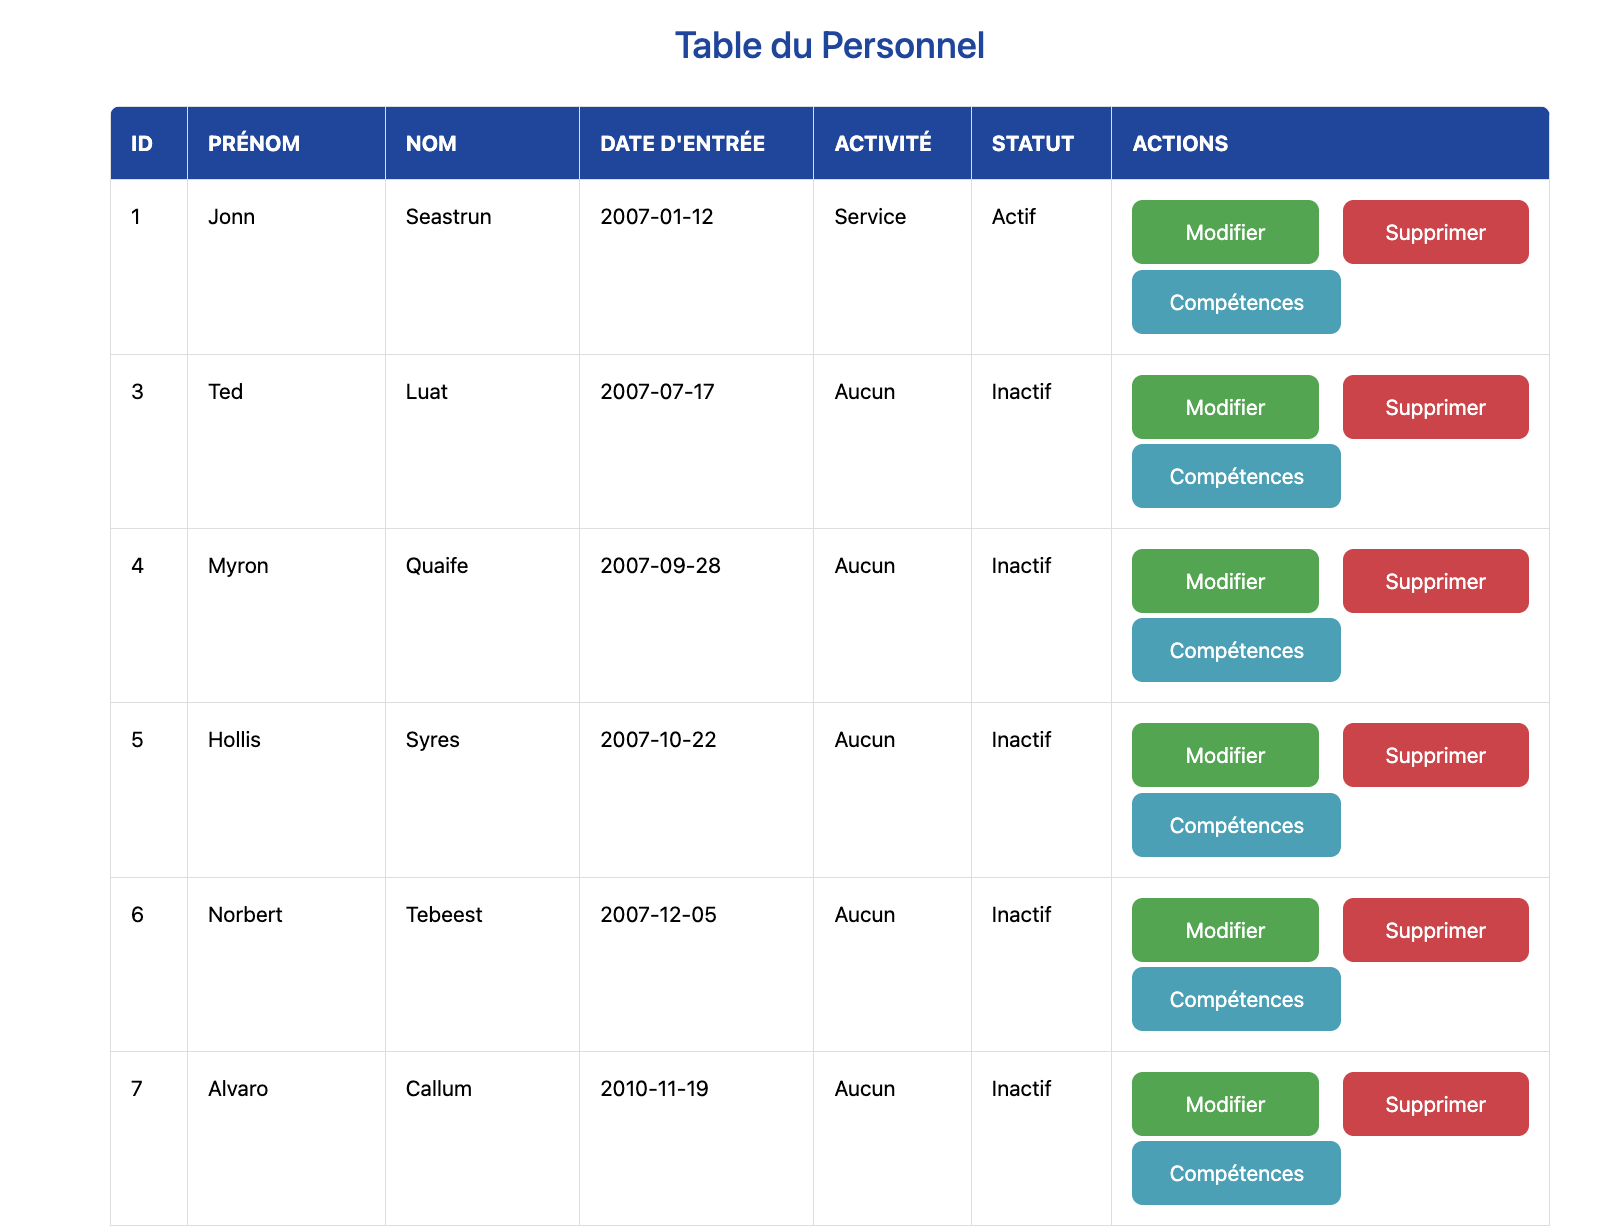 Table du Personnel
ID PRÉNOM NOM DATE D'ENTRÉE ACTIVITÉ STATUT ACTIONS
1 Jonn Seastrun 2007-01-12 Service Actif Modifier Supprimer
Compétences
3 Ted Luat 2007-07-17 Aucun Inactif Modifier Supprimer
Compétences
4 Myron Quaife 2007-09-28 Aucun Inactif Modifier Supprimer
Compétences
5 Hollis Syres 2007-10-22 Aucun Inactif Modifier Supprimer
Compétences
6 Norbert Tebeest 2007-12-05 Aucun Inactif Modifier Supprimer
Compétences
7 Alvaro Callum 2010-11-19 Aucun Inactif Modifier Supprimer
Compétences